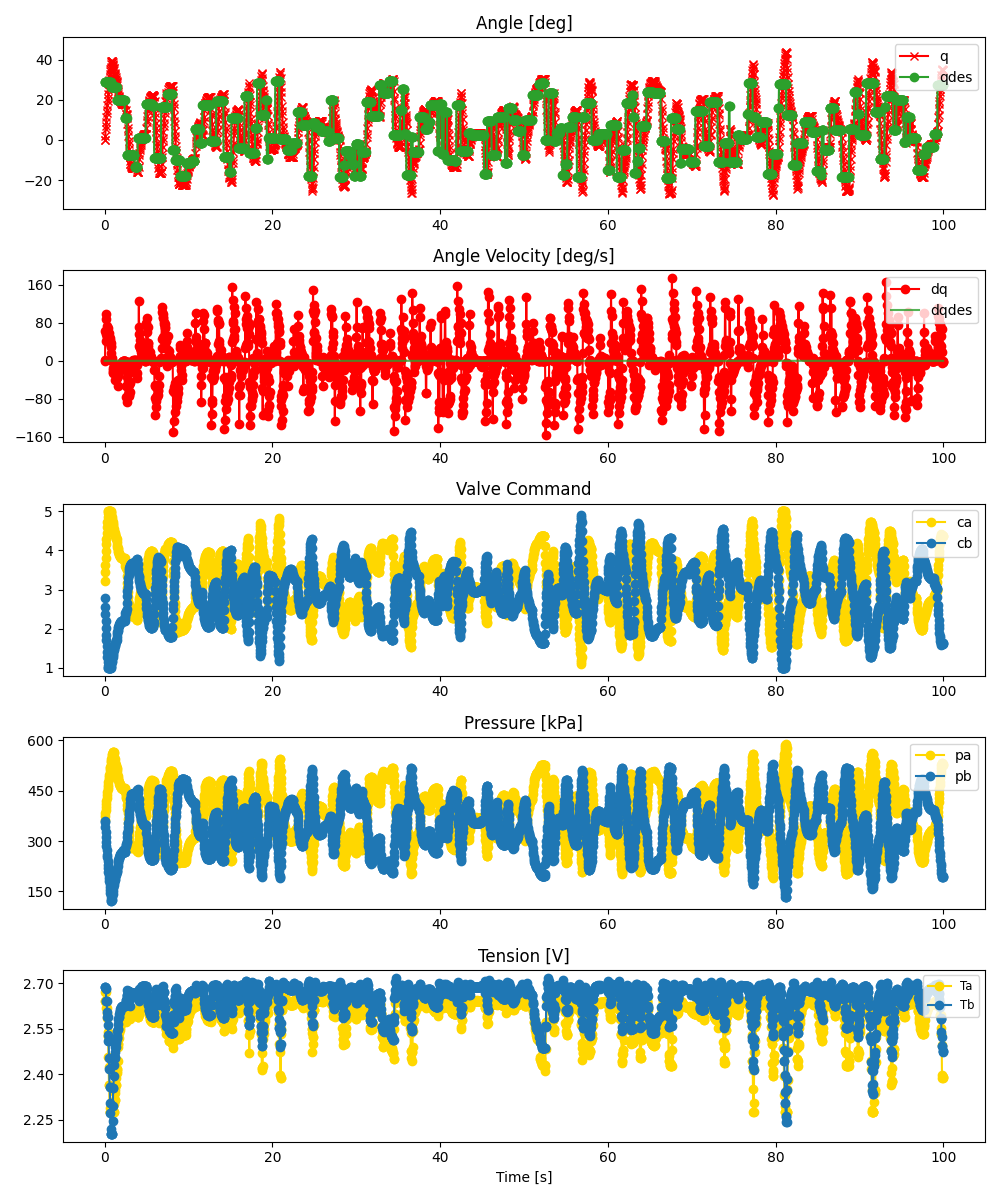 Angle [deg]
40
20
0
−20
q
qdes
0 20 40 60 80 100
Angle Velocity [deg/s]
160
80
0
−80
−160
dq
dqdes
0 20 40 60 80 100
Valve Command
5
4
3
2
1
ca
cb
0 20 40 60 80 100
Pressure [kPa]
600
450
300
150
pa
pb
0 20 40 60 80 100
Tension [V]
2.70
2.55
2.40
2.25
Ta
Tb
0 20 40 60 80 100
Time [s]